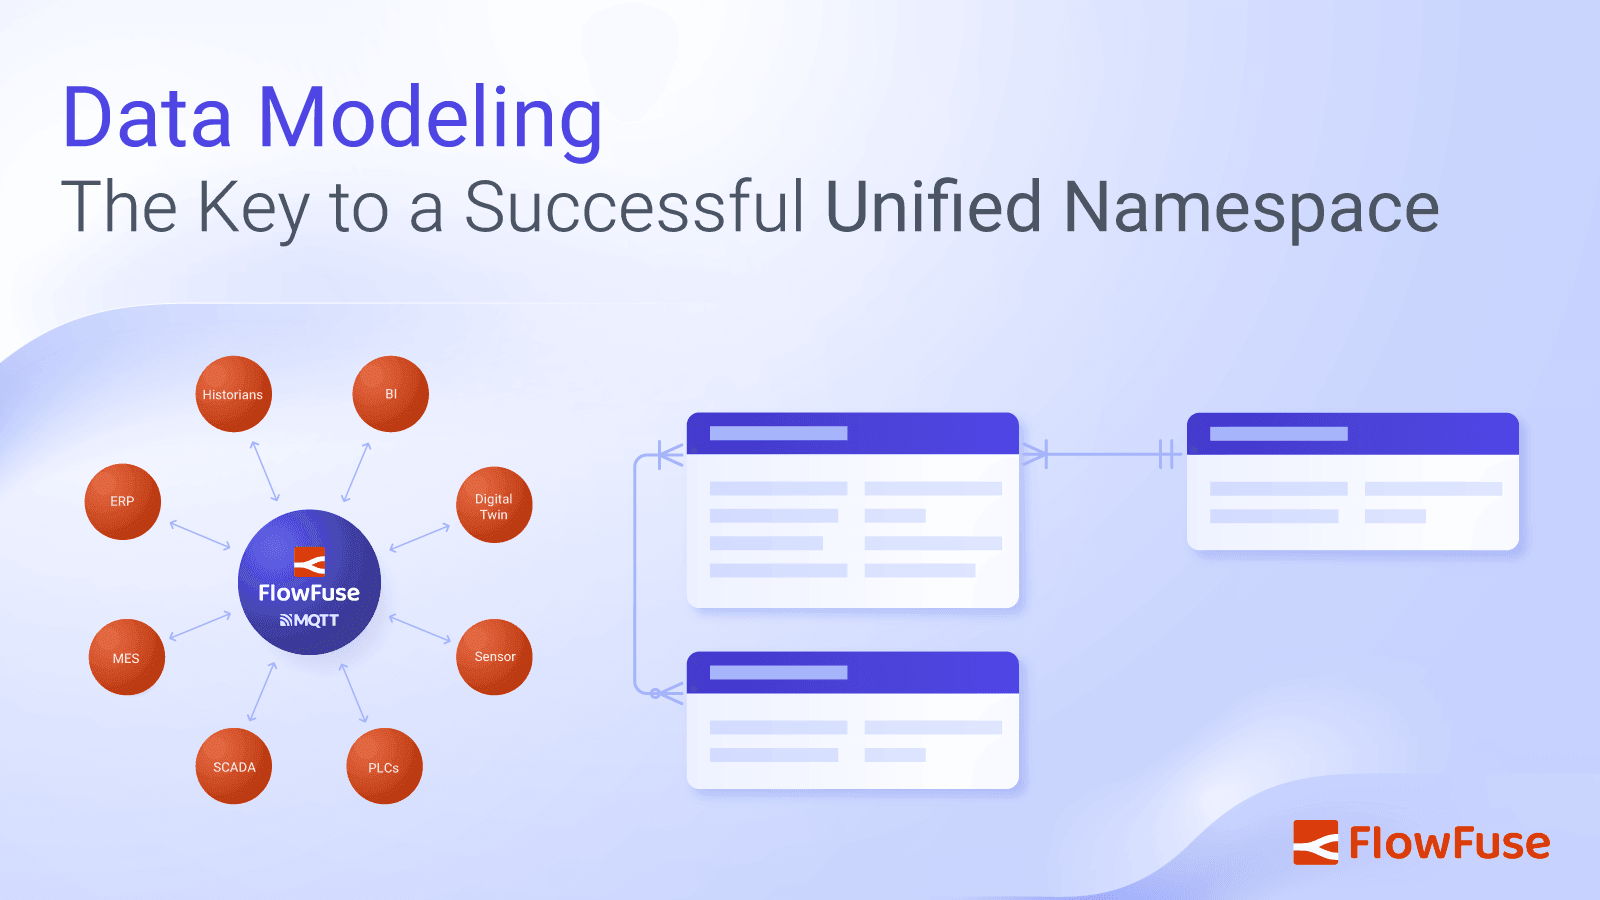 Data Modeling
The Key to a Successful Unified Namespace
Historians
BI
ERP
Digital
Twin
FlowFuse
MQTT
MES
Sensor
SCADA
PLCs
FlowFuse